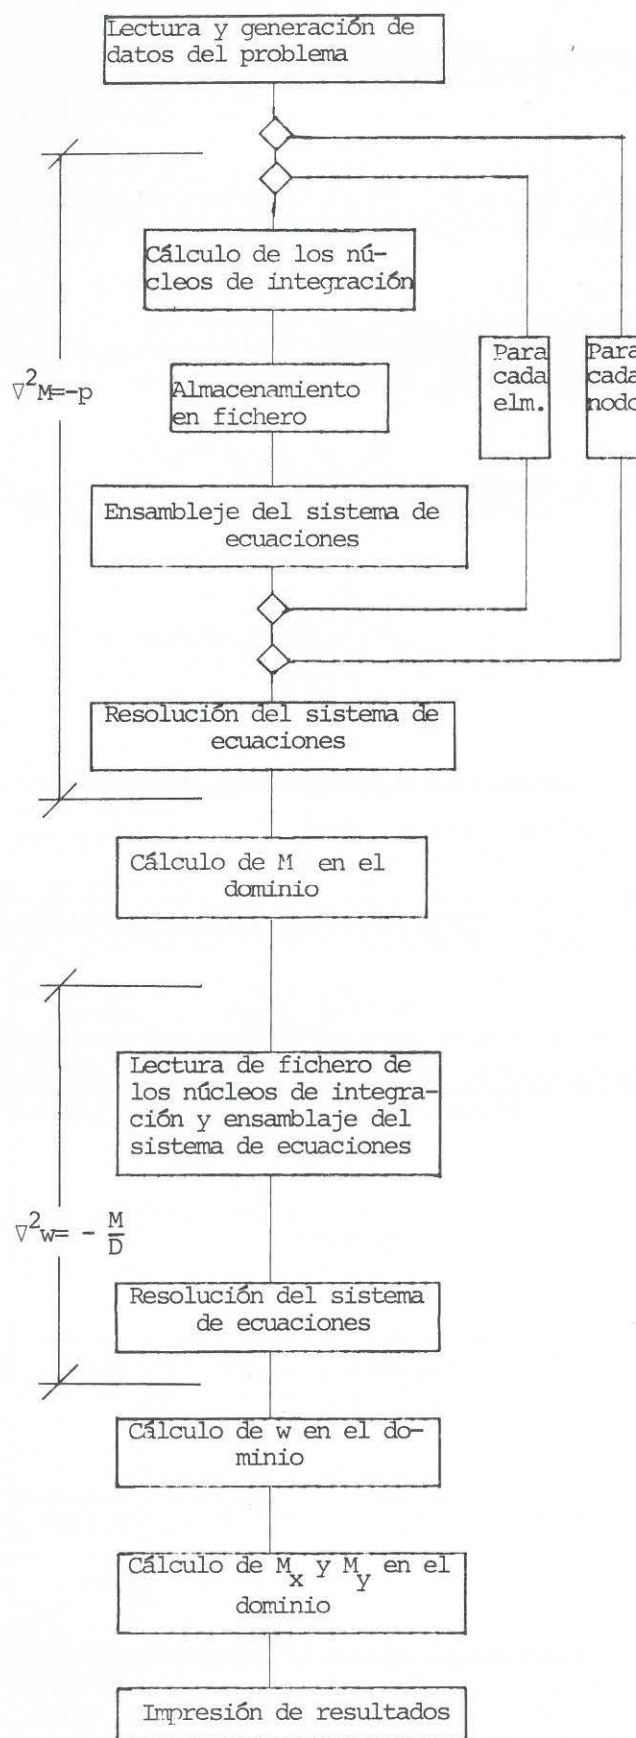 Lectura y generación de
datos del problema
Cálculo de los nú-
cleos de integración
∇²M=-p
Para
cada
elm.
Para
cada
nodo
Almacenamiento
en fichero
Ensambleje del sistema de
ecuaciones
Resolución del sistema de
ecuaciones
Cálculo de M en el
dominio
Lectura de fichero de
los núcleos de integra-
ción y ensamblaje del
sistema de ecuaciones
∇²w= - M/D
Resolución del sistema
de ecuaciones
Cálculo de w en el do-
minio
Cálculo de M_x y M_y en el
dominio
Impresión de resultados